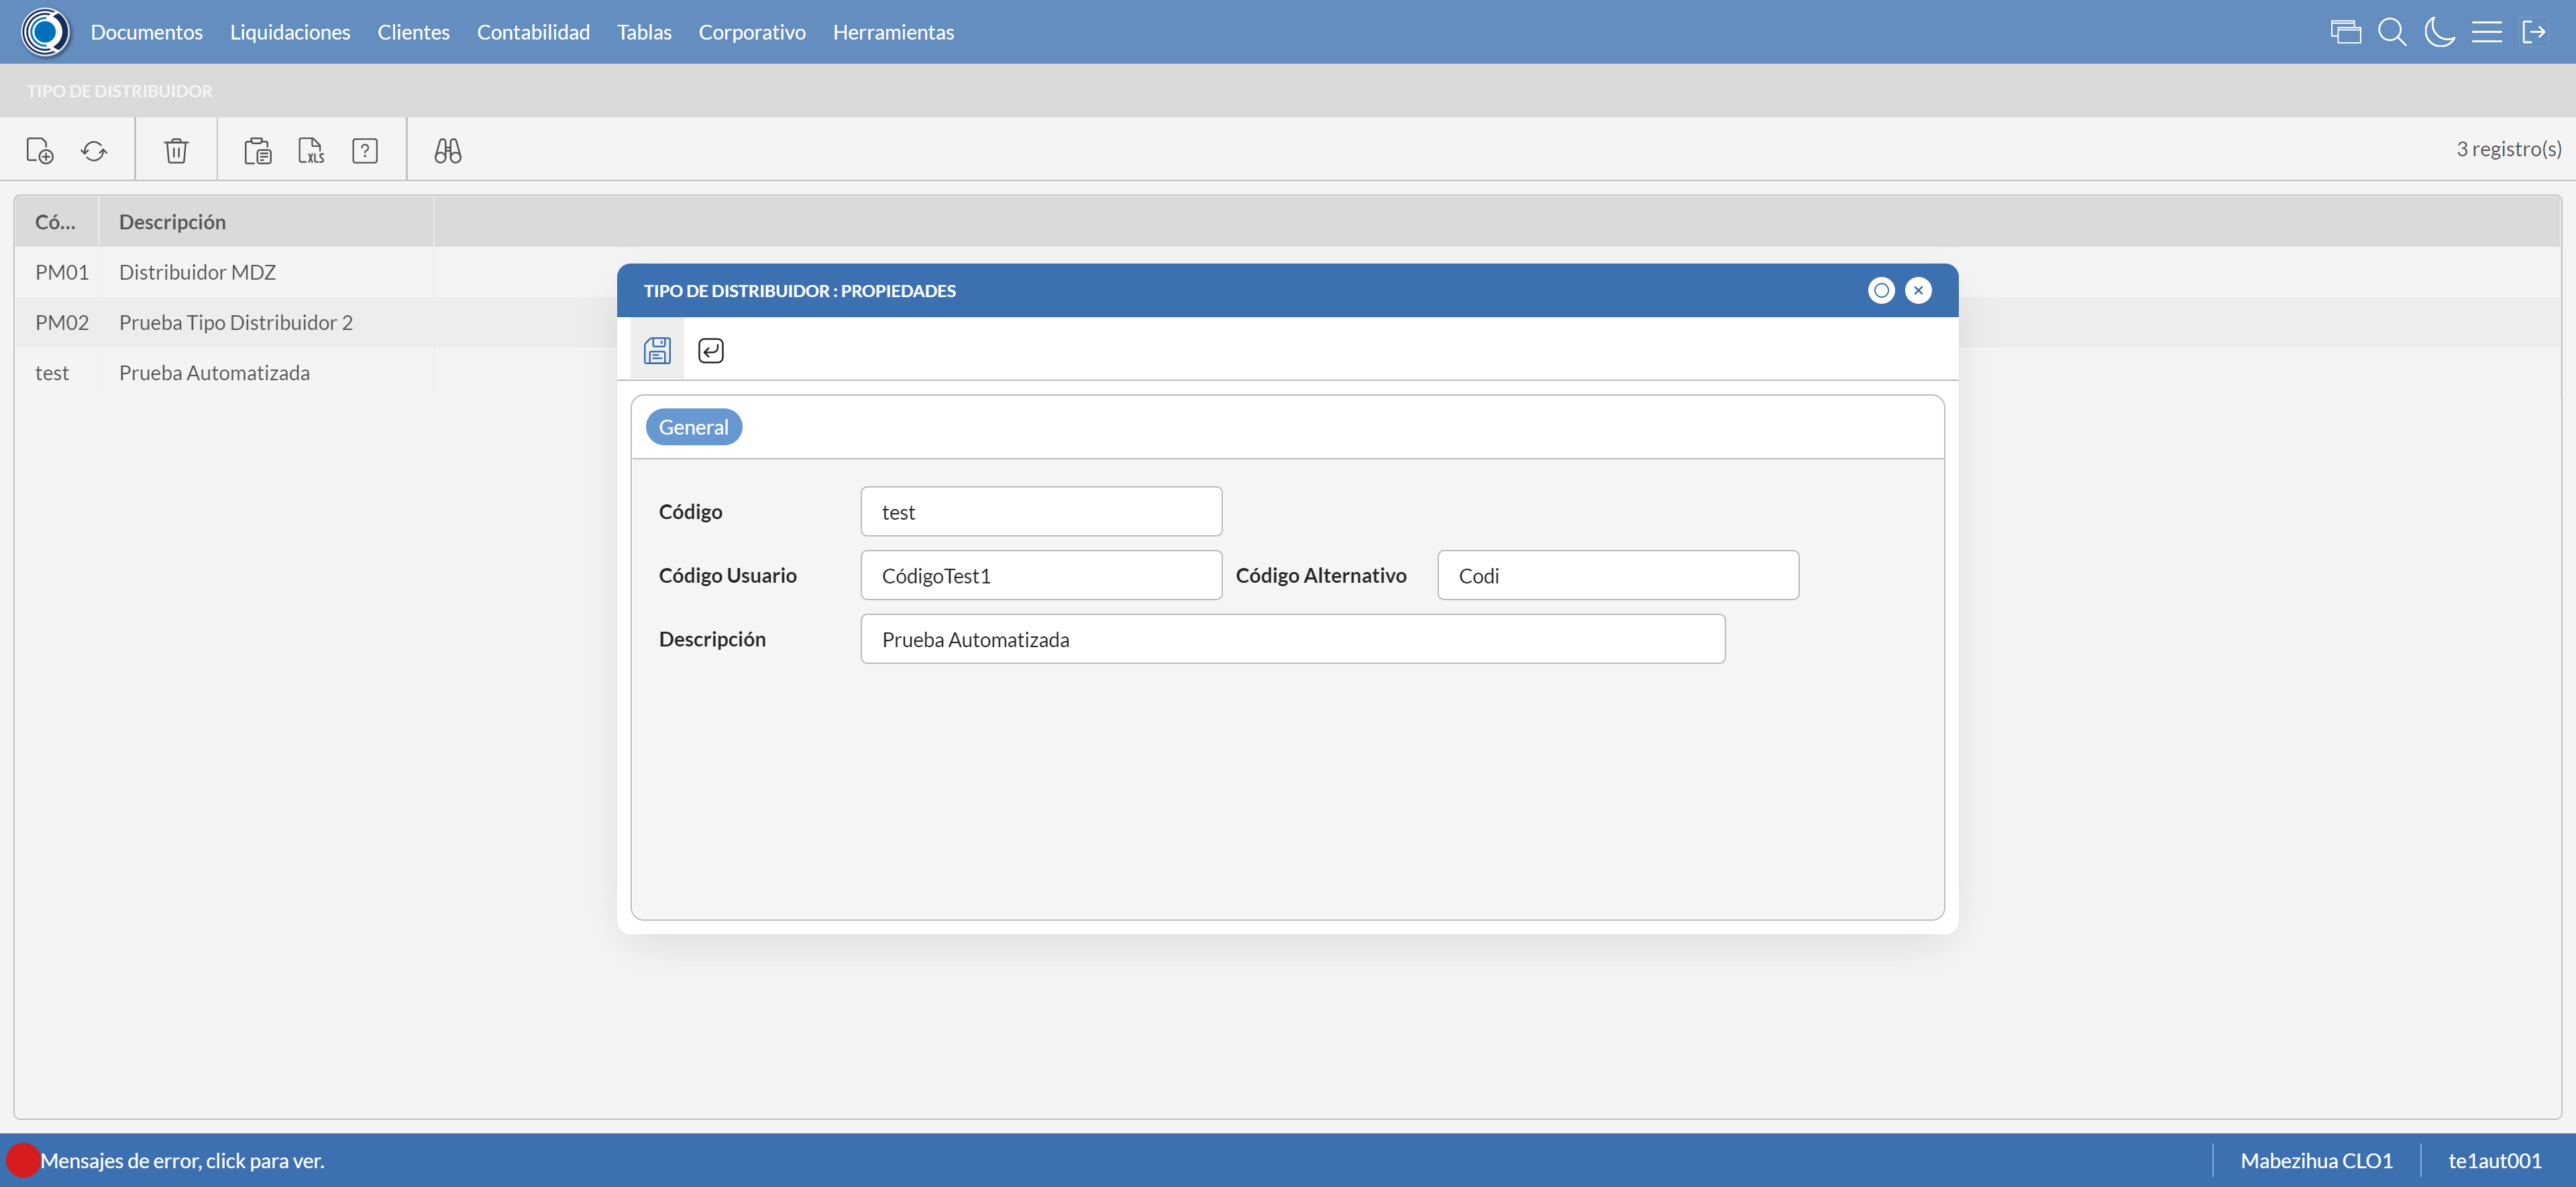 Documentos Liquidaciones Clientes Contabilidad Tablas Corporativo Herramientas
TIPO DE DISTRIBUIDOR
XLS ? 3 registro(s)
Có... Descripción
PM01 Distribuidor MDZ
PM02 Prueba Tipo Distribuidor 2
test Prueba Automatizada
TIPO DE DISTRIBUIDOR : PROPIEDADES
General
Código test
Código Usuario CódigoTest1 Código Alternativo Codi
Descripción Prueba Automatizada
Mensajes de error, click para ver. Mabezihua CLO1 te1aut001